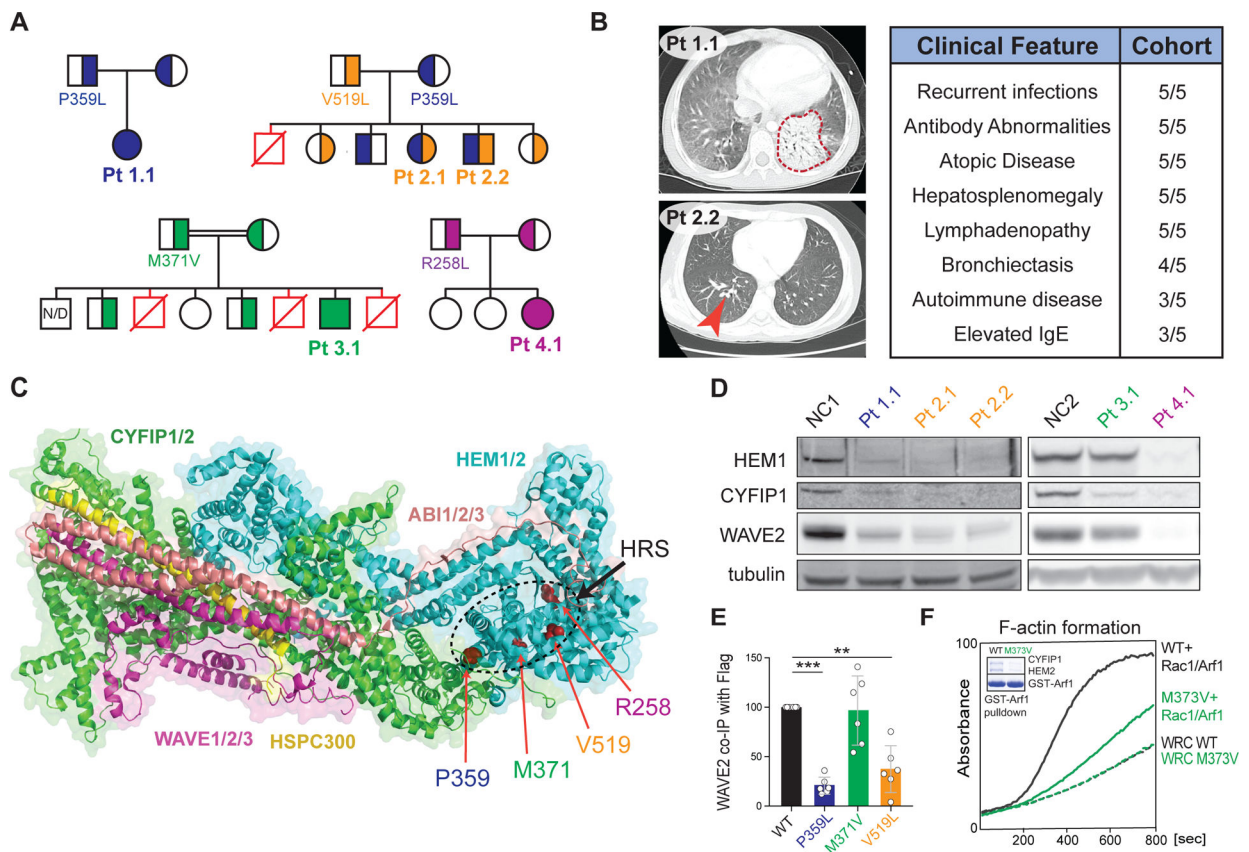 A
P359L
Pt 1.1
V519L
P359L
Pt 2.1
Pt 2.2
M371V
N/D
Pt 3.1
R258L
Pt 4.1
B
Pt 1.1
Pt 2.2
Clinical Feature Cohort
Recurrent infections 5/5
Antibody Abnormalities 5/5
Atopic Disease 5/5
Hepatosplenomegaly 5/5
Lymphadenopathy 5/5
Bronchiectasis 4/5
Autoimmune disease 3/5
Elevated IgE 3/5
C
CYFIP1/2
HEM1/2
ABI1/2/3
HRS
WAVE1/2/3
HSPC300
R258
V519
M371
P359
D
NC1 Pt 1.1 Pt 2.1 Pt 2.2 NC2 Pt 3.1 Pt 4.1
HEM1
CYFIP1
WAVE2
tubulin
E
WAVE2 co-IP with Flag
150
100
50
0
***
**
WT P359L M371V V519L
F
F-actin formation
Absorbance
100
0
WT M373V
CYFIP1
HEM2
GST-Arf1
GST-Arf1
pulldown
WT+
Rac1/Arf1
M373V+
Rac1/Arf1
WRC WT
WRC M373V
200 400 600 800 [sec]